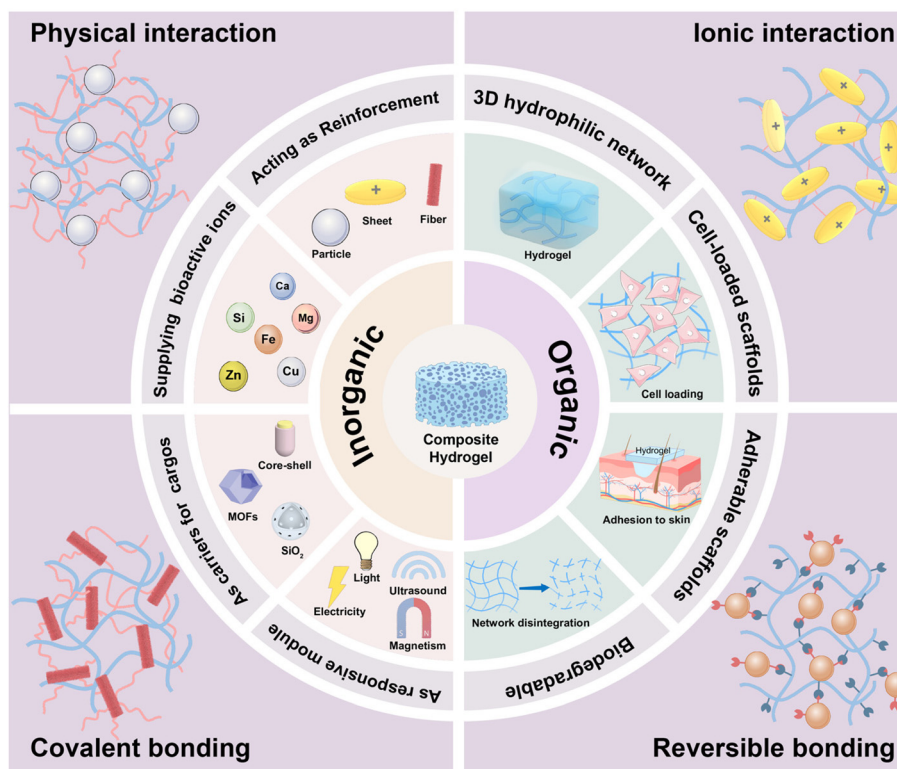 Physical interaction
Ionic interaction
Acting as Reinforcement
3D hydrophilic network
+
Sheet
Fiber
Particle
Hydrogel
Supplying bioactive ions
Ca
Si
Mg
Fe
Zn
Cu
Cell-loaded scaffolds
Cell loading
Inorganic
Organic
Composite
Hydrogel
As carriers for cargos
Core-shell
MOFs
SiO₂
Adherable scaffolds
Hydrogel
Adhesion to skin
As responsive module
Light
Ultrasound
Electricity
S N
Magnetism
Network disintegration
Biodegradable
+
+
+
+
+
+
+
Covalent bonding
Reversible bonding